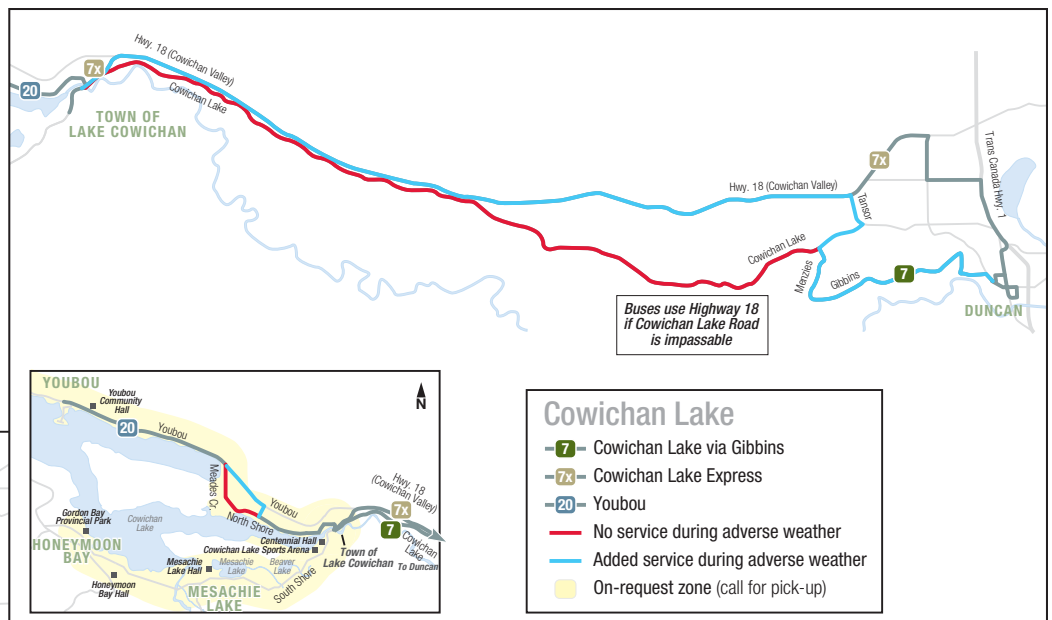 Hwy. 18 (Cowichan Valley)
7x
Cowichan Lake
20
TOWN OF
LAKE COWICHAN
7x
Trans Canada Hwy. 1
Hwy. 18 (Cowichan Valley)
Tansor
Cowichan Lake
Menzies
Gibbins
7
DUNCAN
Buses use Highway 18
if Cowichan Lake Road
is impassable
YOUBOU
Youbou
Community
Hall
N
20
Youbou
Meades Cr.
Youbou
Hwy. 18
(Cowichan Valley)
7x
North Shore
7
Gordon Bay
Provincial Park
Cowichan
Lake
Centennial Hall
Cowichan Lake Sports Arena
Cowichan
Lake
To Duncan
Town of
Lake Cowichan
HONEYMOON
BAY
Mesachie
Lake Hall
Mesachie
Lake
Beaver
Lake
South Shore
Honeymoon
Bay Hall
MESACHIE
LAKE
Cowichan Lake
7 Cowichan Lake via Gibbins
7x Cowichan Lake Express
20 Youbou
No service during adverse weather
Added service during adverse weather
On-request zone (call for pick-up)